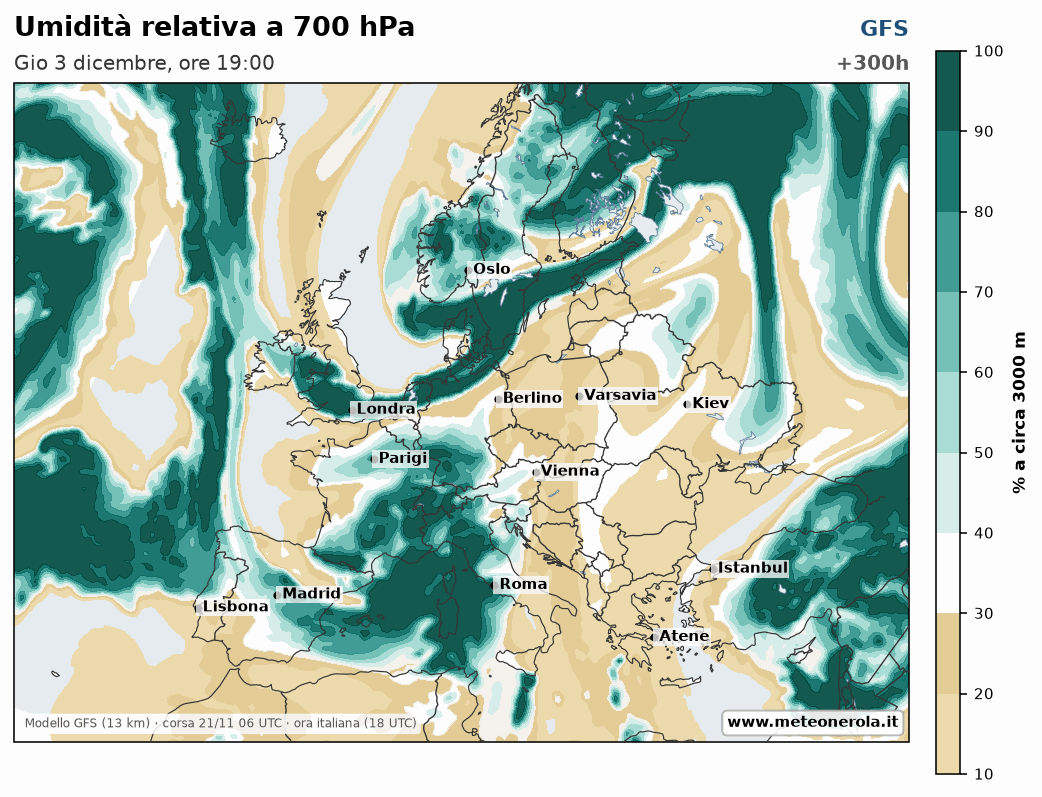 Umidità relativa a 700 hPa
GFS
Gio 3 dicembre, ore 19:00
+300h
100
90
80
70
60
50
40
30
20
10
% a circa 3000 m
Oslo
Londra
Berlino
Varsavia
Kiev
Parigi
Vienna
Istanbul
Madrid
Roma
Lisbona
Atene
Modello GFS (13 km) · corsa 21/11 06 UTC · ora italiana (18 UTC)
www.meteonerola.it